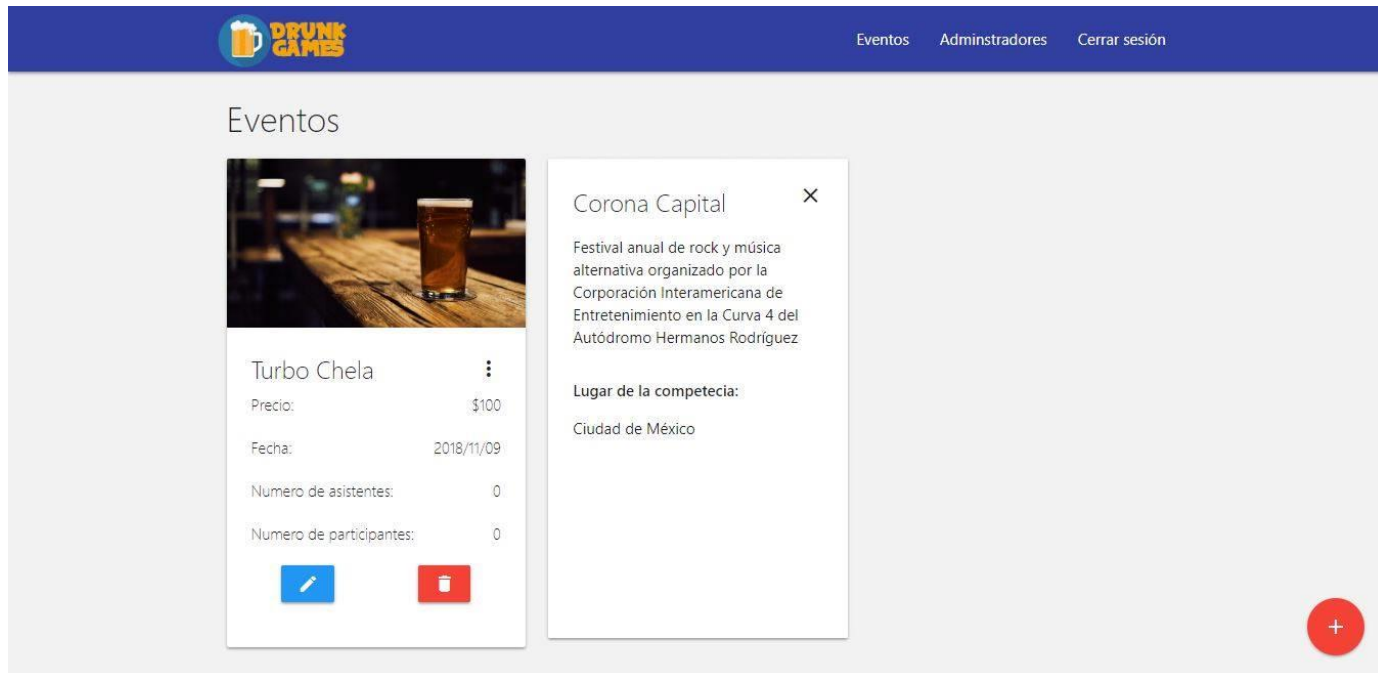 DRUNK
GAMES
Eventos
Adminstradores
Cerrar sesión
Eventos
Turbo Chela
Precio:
$100
Fecha:
2018/11/09
Numero de asistentes:
0
Numero de participantes:
0
Corona Capital
Festival anual de rock y música
alternativa organizado por la
Corporación Interamericana de
Entretenimiento en la Curva 4 del
Autódromo Hermanos Rodríguez
Lugar de la competecia:
Ciudad de México